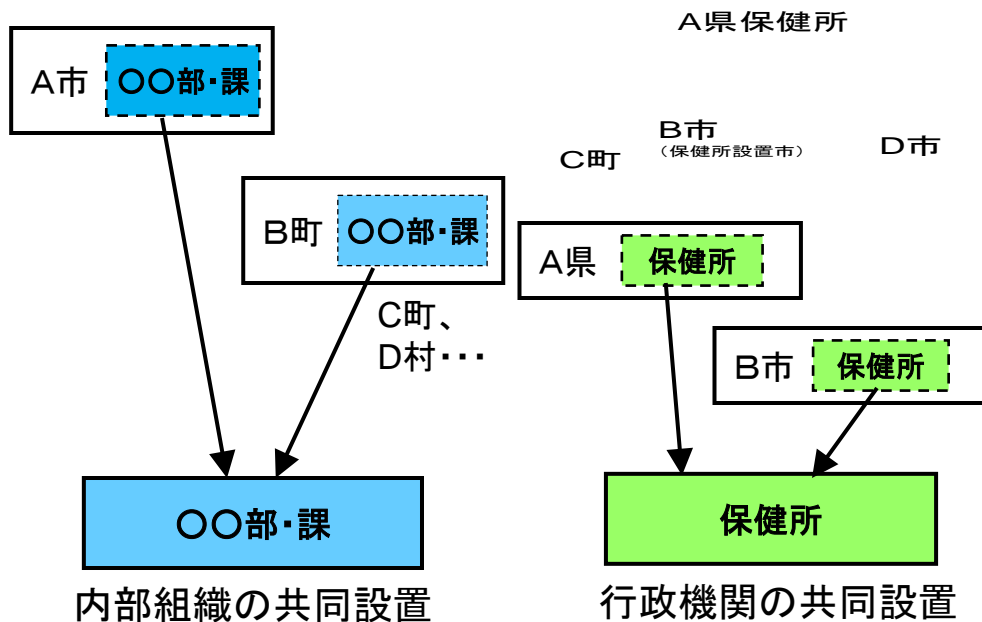 A市 〇〇部・課
B町 〇〇部・課
C町、
D村・・・
〇〇部・課
内部組織の共同設置
A県保健所
B市
（保健所設置市）
C町
D市
A県 保健所
B市 保健所
保健所
行政機関の共同設置